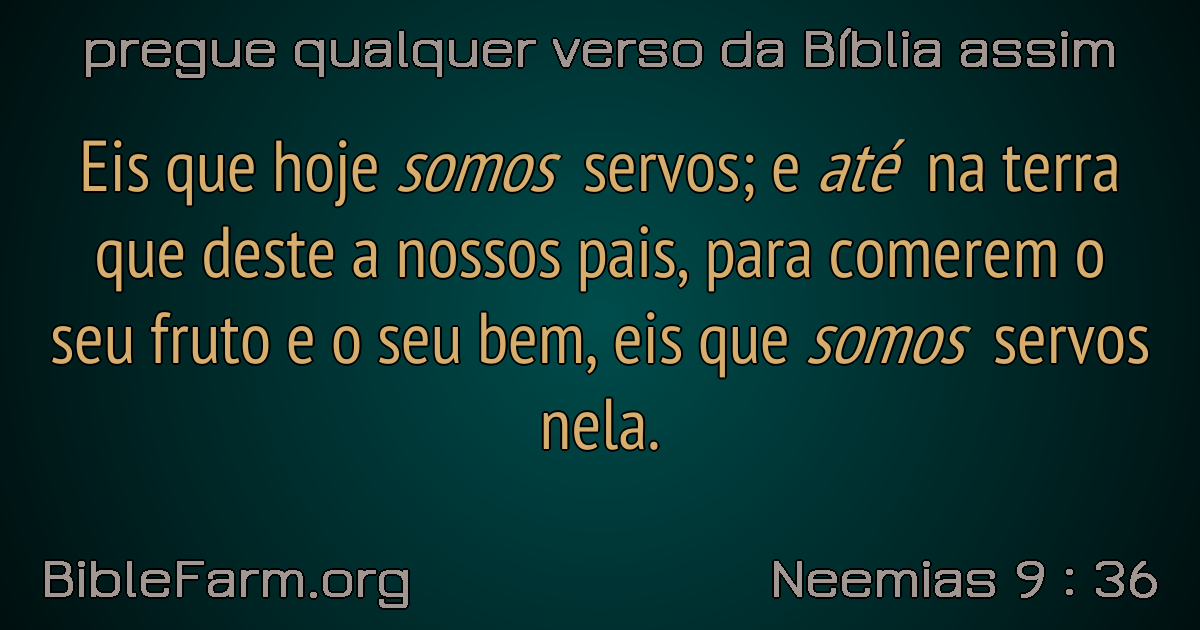 pregue qualquer verso da Bíblia assim
Eis que hoje somos servos; e até na terra
que deste a nossos pais, para comerem o
seu fruto e o seu bem, eis que somos servos
nela.
BibleFarm.org
Neemias 9 : 36